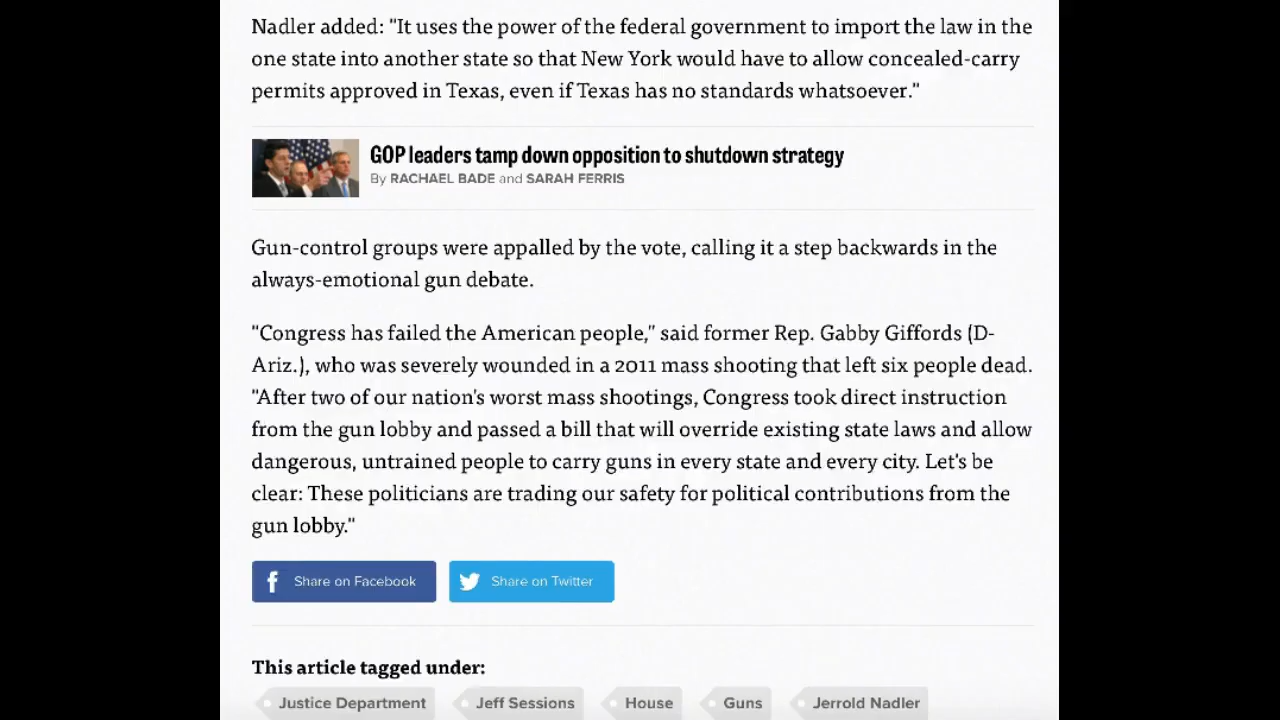 Nadler added: "It uses the power of the federal government to import the law in the
one state into another state so that New York would have to allow concealed-carry
permits approved in Texas, even if Texas has no standards whatsoever."
GOP leaders tamp down opposition to shutdown strategy
By RACHAEL BADE and SARAH FERRIS
Gun-control groups were appalled by the vote, calling it a step backwards in the
always-emotional gun debate.
"Congress has failed the American people," said former Rep. Gabby Giffords (D-
Ariz.), who was severely wounded in a 2011 mass shooting that left six people dead.
"After two of our nation's worst mass shootings, Congress took direct instruction
from the gun lobby and passed a bill that will override existing state laws and allow
dangerous, untrained people to carry guns in every state and every city. Let's be
clear: These politicians are trading our safety for political contributions from the
gun lobby."
Share on Facebook Share on Twitter
This article tagged under:
Justice Department Jeff Sessions House Guns Jerrold Nadler